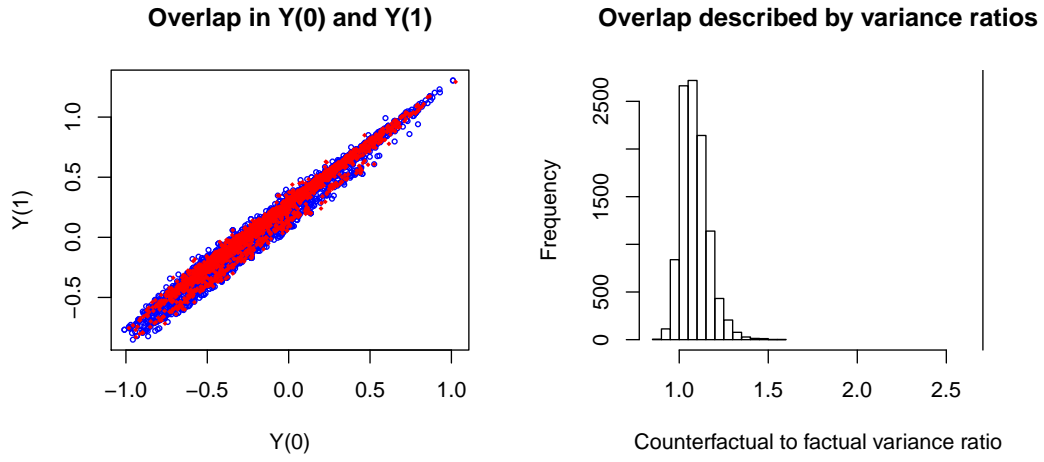 Overlap in Y(0) and Y(1)
Y(1)
1.0
0.5
0.0
−0.5
−1.0 −0.5 0.0 0.5 1.0
Y(0)
Overlap described by variance ratios
Frequency
2500
1500
500
0
1.0 1.5 2.0 2.5
Counterfactual to factual variance ratio